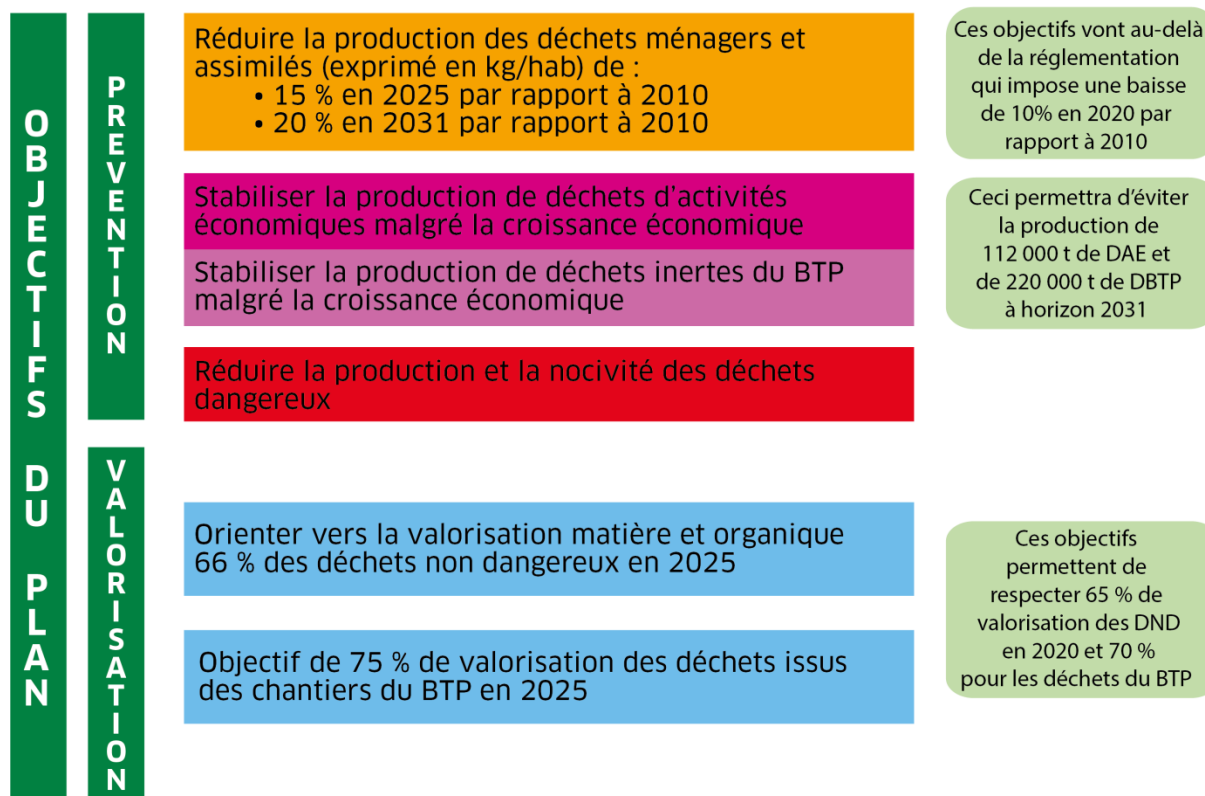 OBJECTIFS DU PLAN
PREVENTION
Réduire la production des déchets ménagers et
assimilés (exprimé en kg/hab) de :
• 15 % en 2025 par rapport à 2010
• 20 % en 2031 par rapport à 2010
Ces objectifs vont au-delà
de la réglementation
qui impose une baisse
de 10% en 2020 par
rapport à 2010
Stabiliser la production de déchets d'activités
économiques malgré la croissance économique
Stabiliser la production de déchets inertes du BTP
malgré la croissance économique
Ceci permettra d'éviter
la production de
112 000 t de DAE et
de 220 000 t de DBTP
à horizon 2031
Réduire la production et la nocivité des déchets
dangereux
VALORISATION
Orienter vers la valorisation matière et organique
66 % des déchets non dangereux en 2025
Objectif de 75 % de valorisation des déchets issus
des chantiers du BTP en 2025
Ces objectifs
permettent de
respecter 65 % de
valorisation des DND
en 2020 et 70 %
pour les déchets du BTP